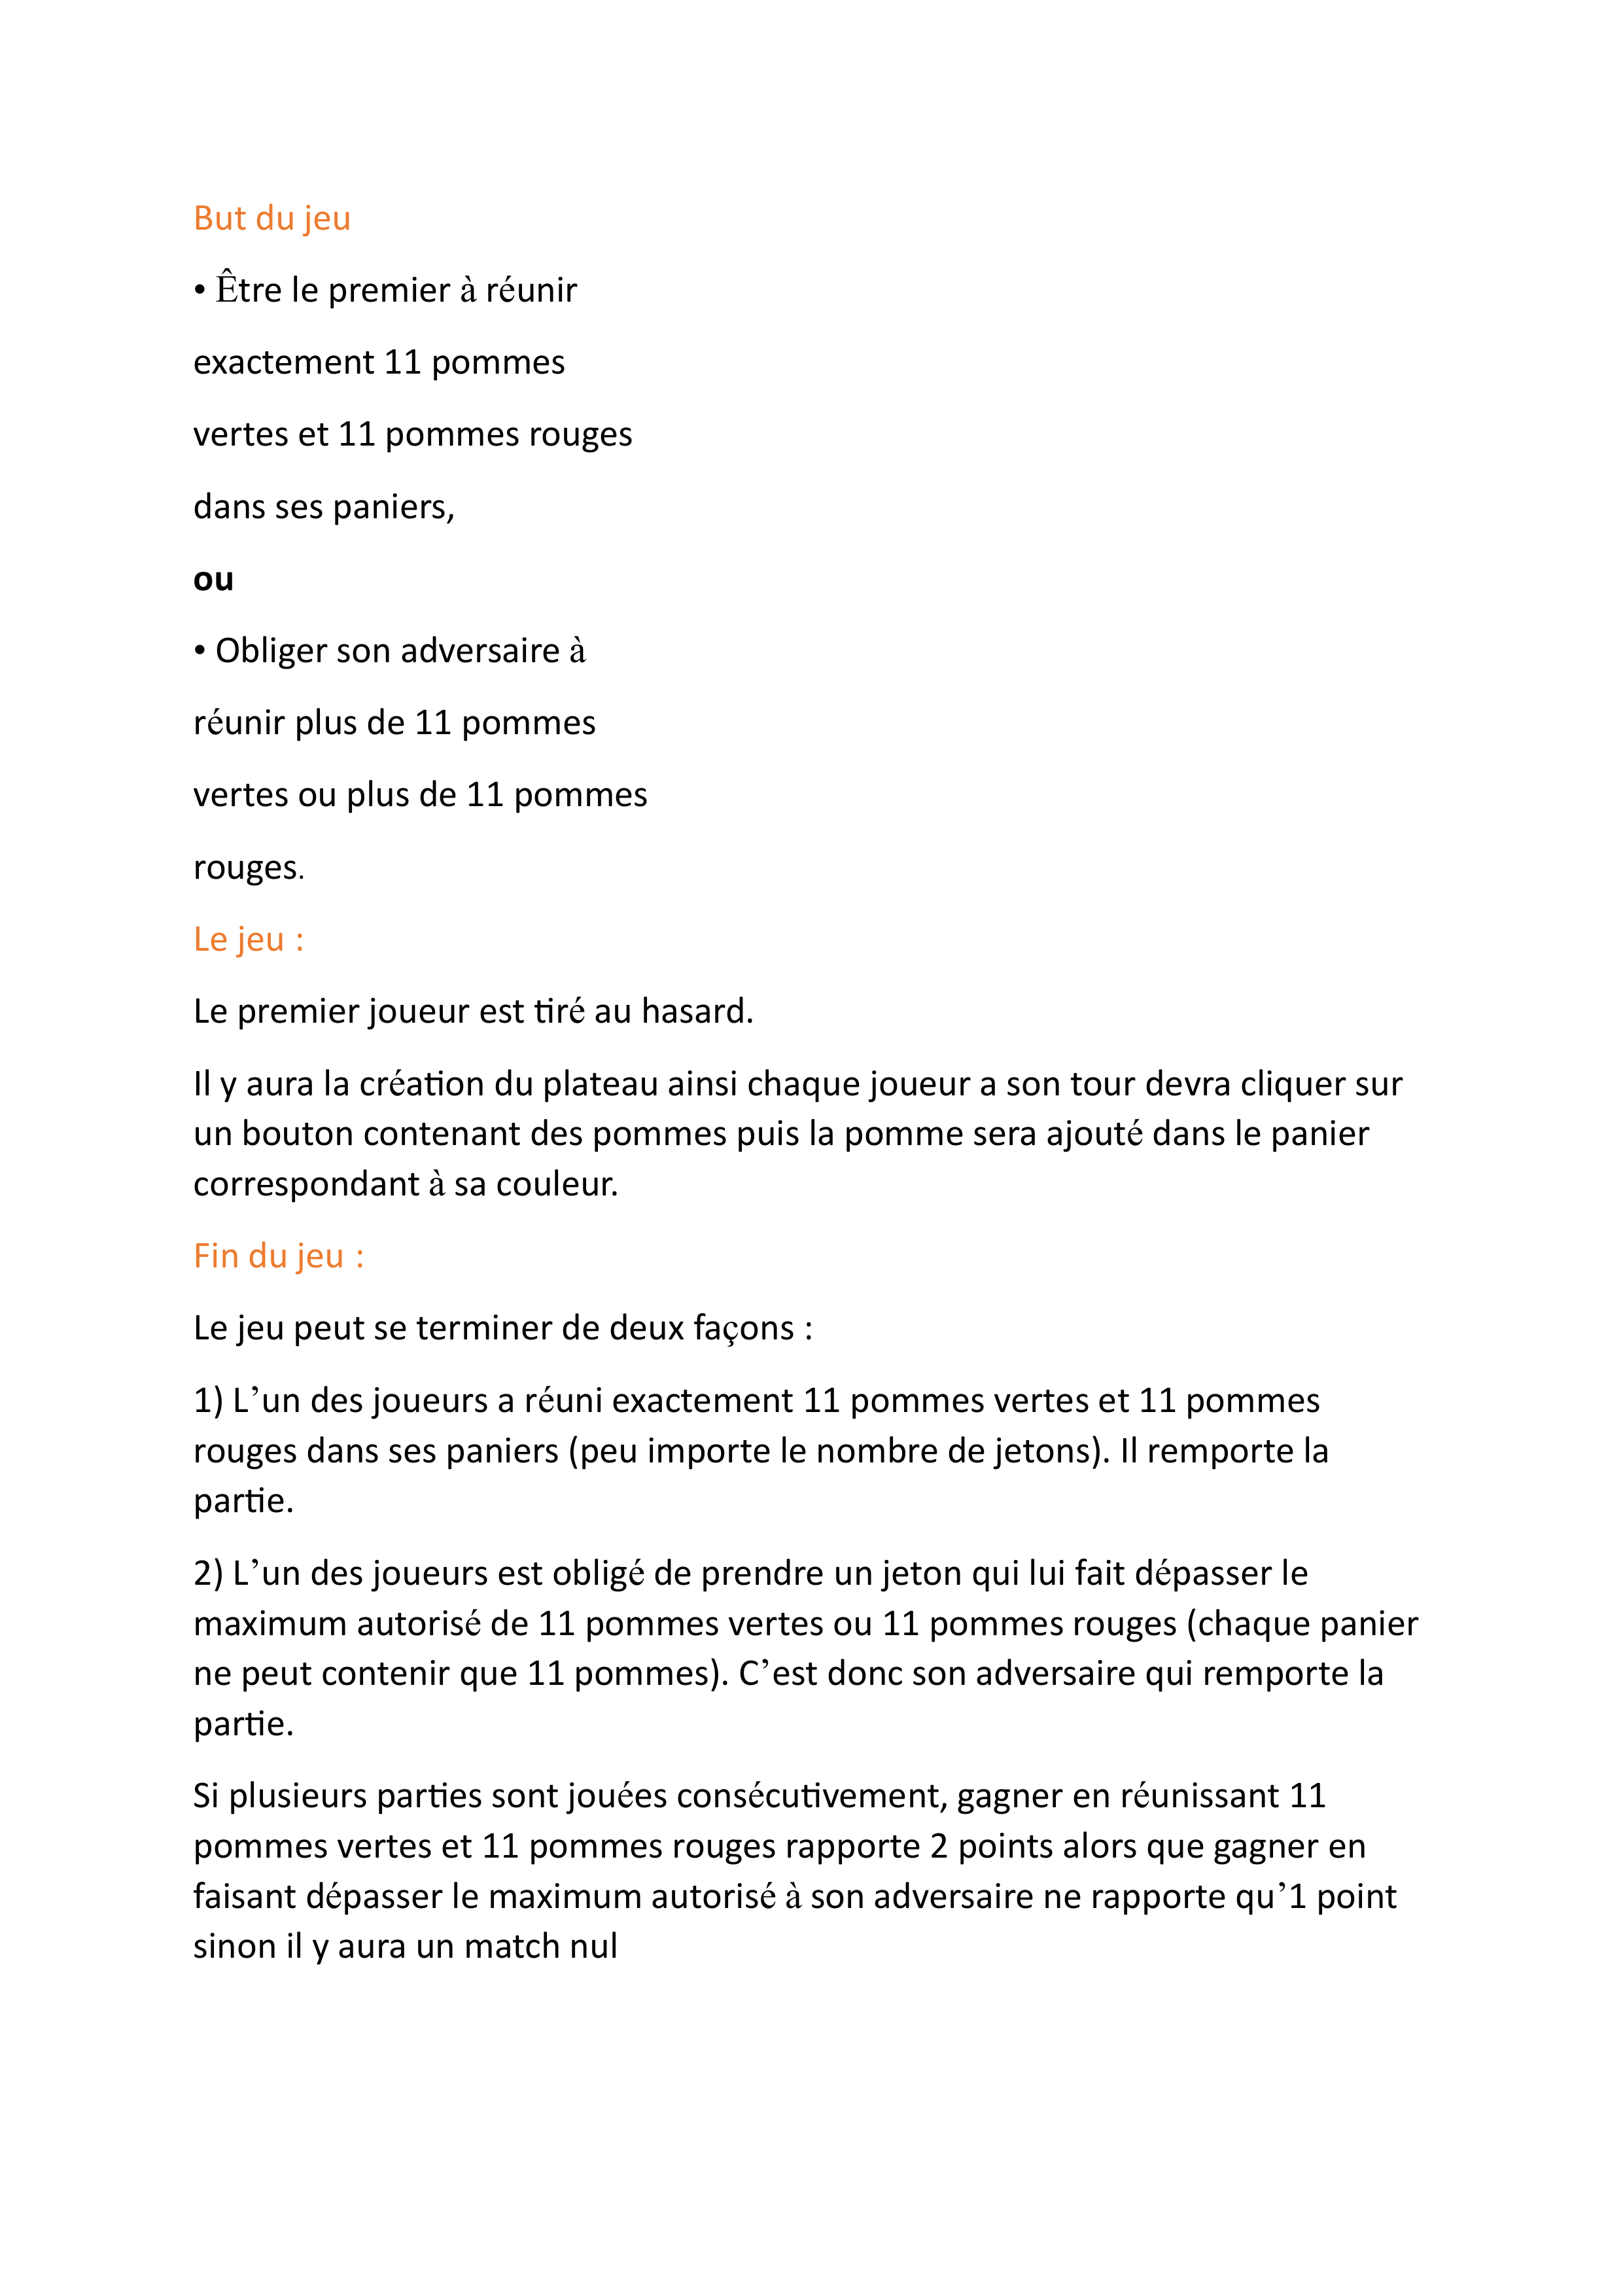 But du jeu
• Être le premier à réunir
exactement 11 pommes
vertes et 11 pommes rouges
dans ses paniers,
ou
• Obliger son adversaire à
réunir plus de 11 pommes
vertes ou plus de 11 pommes
rouges.
Le jeu :
Le premier joueur est tiré au hasard.
Il y aura la création du plateau ainsi chaque joueur a son tour devra cliquer sur
un bouton contenant des pommes puis la pomme sera ajouté dans le panier
correspondant à sa couleur.
Fin du jeu :
Le jeu peut se terminer de deux façons :
1) L’un des joueurs a réuni exactement 11 pommes vertes et 11 pommes
rouges dans ses paniers (peu importe le nombre de jetons). Il remporte la
partie.
2) L’un des joueurs est obligé de prendre un jeton qui lui fait dépasser le
maximum autorisé de 11 pommes vertes ou 11 pommes rouges (chaque panier
ne peut contenir que 11 pommes). C’est donc son adversaire qui remporte la
partie.
Si plusieurs parties sont jouées consécutivement, gagner en réunissant 11
pommes vertes et 11 pommes rouges rapporte 2 points alors que gagner en
faisant dépasser le maximum autorisé à son adversaire ne rapporte qu’1 point
sinon il y aura un match nul